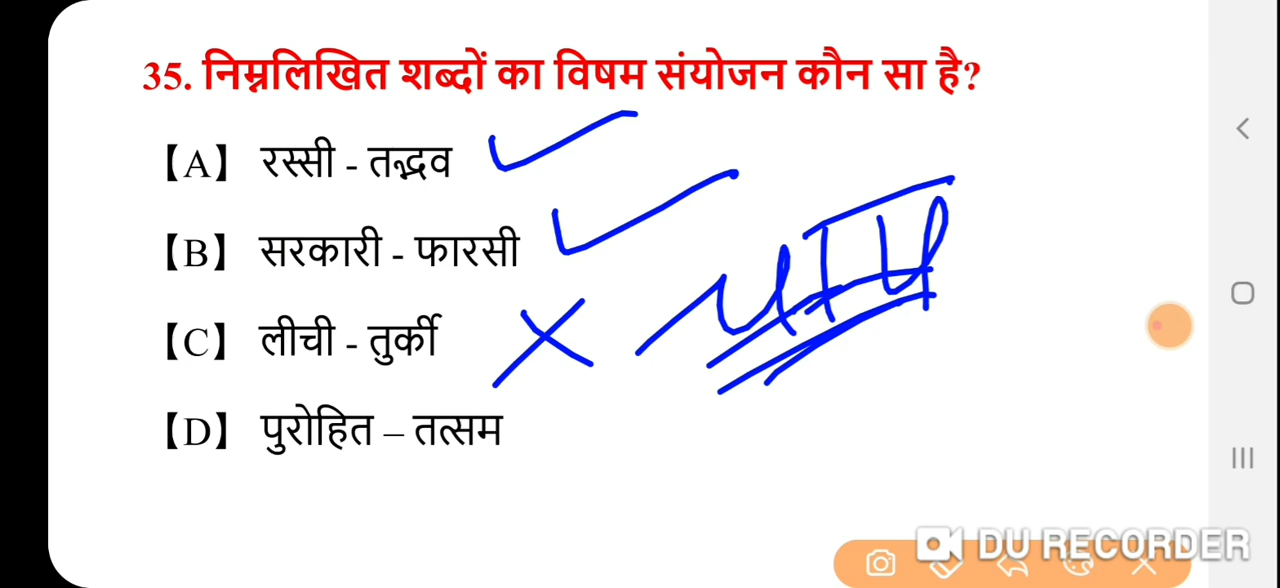 35. निम्नलिखित शब्दों का विषम संयोजन कौन सा है?
【A】 रस्सी - तद्भव
【B】 सरकारी - फारसी
【C】 लीची - तुर्की
【D】 पुरोहित – तत्सम
DU RECORDER